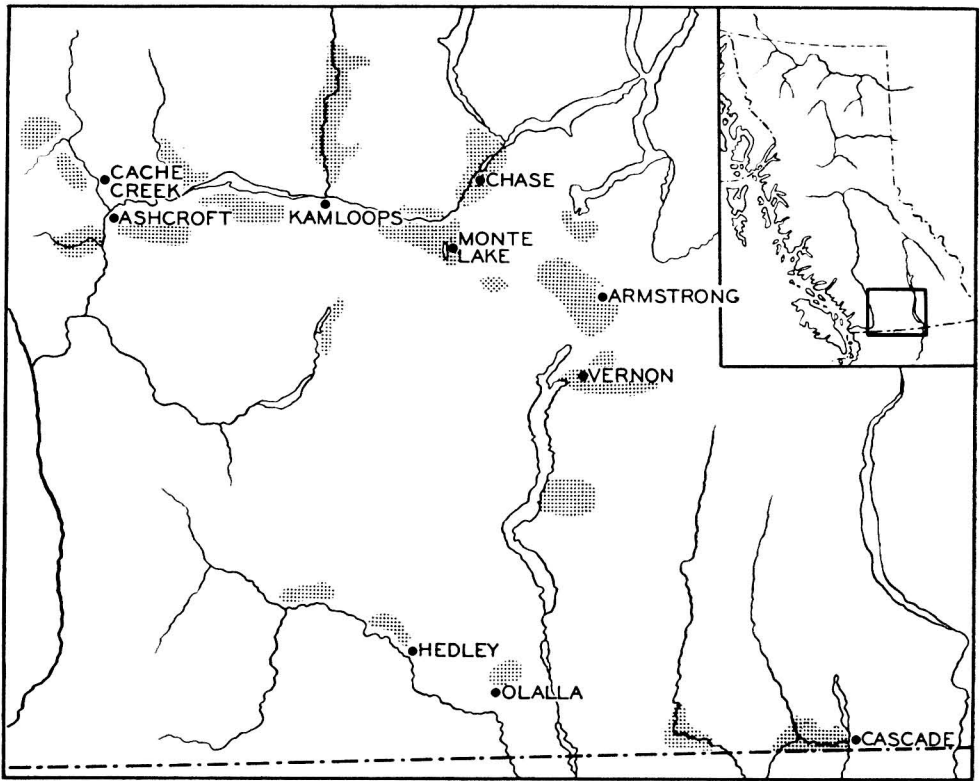 CACHE
CREEK
ASHCROFT
KAMLOOPS
CHASE
MONTE
LAKE
ARMSTRONG
VERNON
HEDLEY
OLALLA
CASCADE